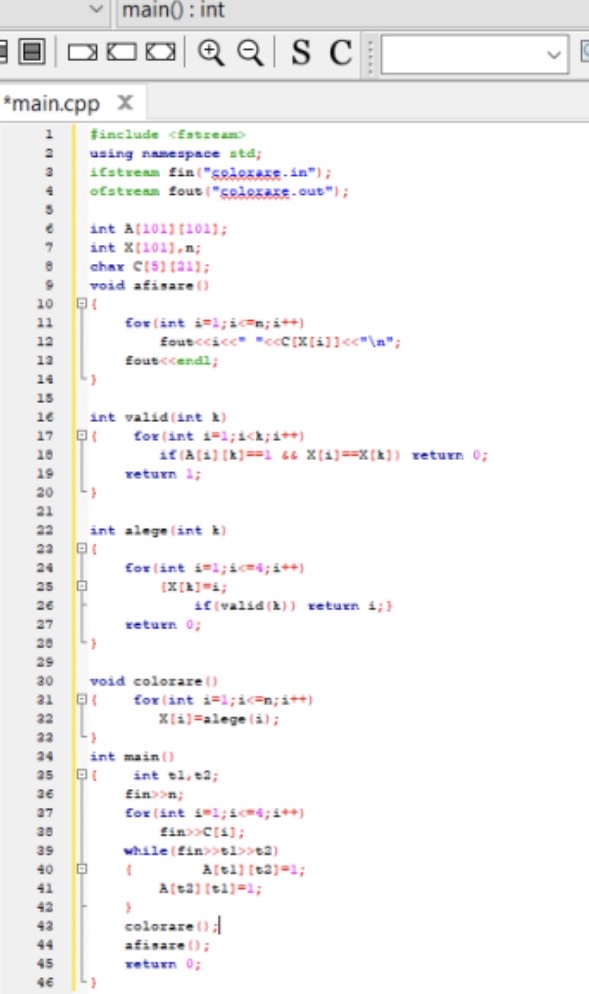 main() : int
S C
*main.cpp X
1 #include <fstream>
2 using namespace std;
3 ifstream fin("colorare.in");
4 ofstream fout("colorare.out");
5
6 int A[101][101];
7 int X[101],n;
8 char C[5][21];
9 void afisare()
10 {
11 for(int i=1;i<=n;i++)
12 fout<<i<<" "<<C[X[i]]<<"\n";
13 fout<<endl;
14 }
15
16 int valid(int k)
17 { for(int i=1;i<k;i++)
18 if(A[i][k]==1 && X[i]==X[k]) return 0;
19 return 1;
20 }
21
22 int alege(int k)
23 {
24 for(int i=1;i<=4;i++)
25 {X[k]=i;
26 if(valid(k)) return i;}
27 return 0;
28 }
29
30 void colorare()
31 { for(int i=1;i<=n;i++)
32 X[i]=alege(i);
33 }
34 int main()
35 { int t1,t2;
36 fin>>n;
37 for(int i=1;i<=4;i++)
38 fin>>C[i];
39 while(fin>>t1>>t2)
40 { A[t1][t2]=1;
41 A[t2][t1]=1;
42 }
43 colorare();
44 afisare();
45 return 0;
46 }